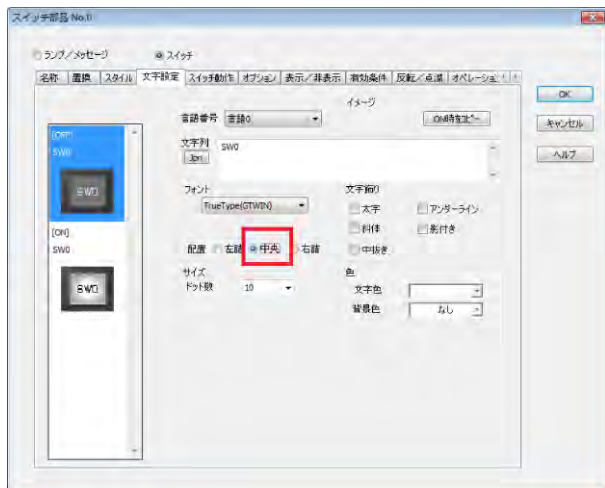 スイッチ部品 No.0
ランプ/メッセージ
スイッチ
名称 置換 スタイル 文字設定 スイッチ動作 オプション 表示/非表示 有効条件 反転/点滅 オペレーション
イメージ
OK
キャンセル
ヘルプ
言語番号 言語0
文字列 SW0
Jpn
[OFF]
SW0
SW0
[ON]
SW0
SW0
フォント
TrueType(GTWIN)
文字飾り
太字 アンダーライン
斜体 影付き
中抜き
配置 左詰 中央 右詰
サイズ
ドット数 10
色
文字色
背景色 なし